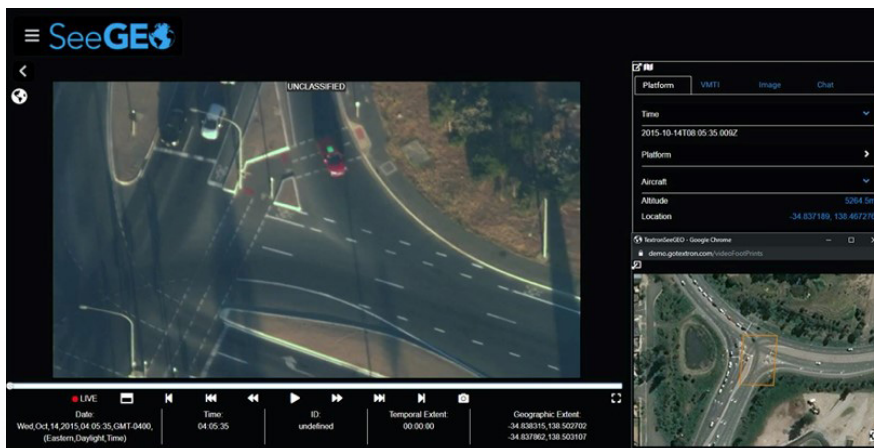 SeeGEO
UNCLASSIFIED
LIVE
Date:
Wed,Oct,14,2015,04:05:35,GMT-0400,
(Eastern,Daylight,Time)
Time:
04:05:35
ID:
undefined
Temporal Extent:
00:00:00
Geographic Extent:
-34.838315,138.502702
-34.837862,138.503107
Platform VMTI Image Chat
Time
2015-10-14T08:05:35.009Z
Platform
Aircraft
Altitude 5264.5m
Location -34.837189, 138.467276
TextronSeeGEO - Google Chrome
demo.gotextron.com/videoFootPrints